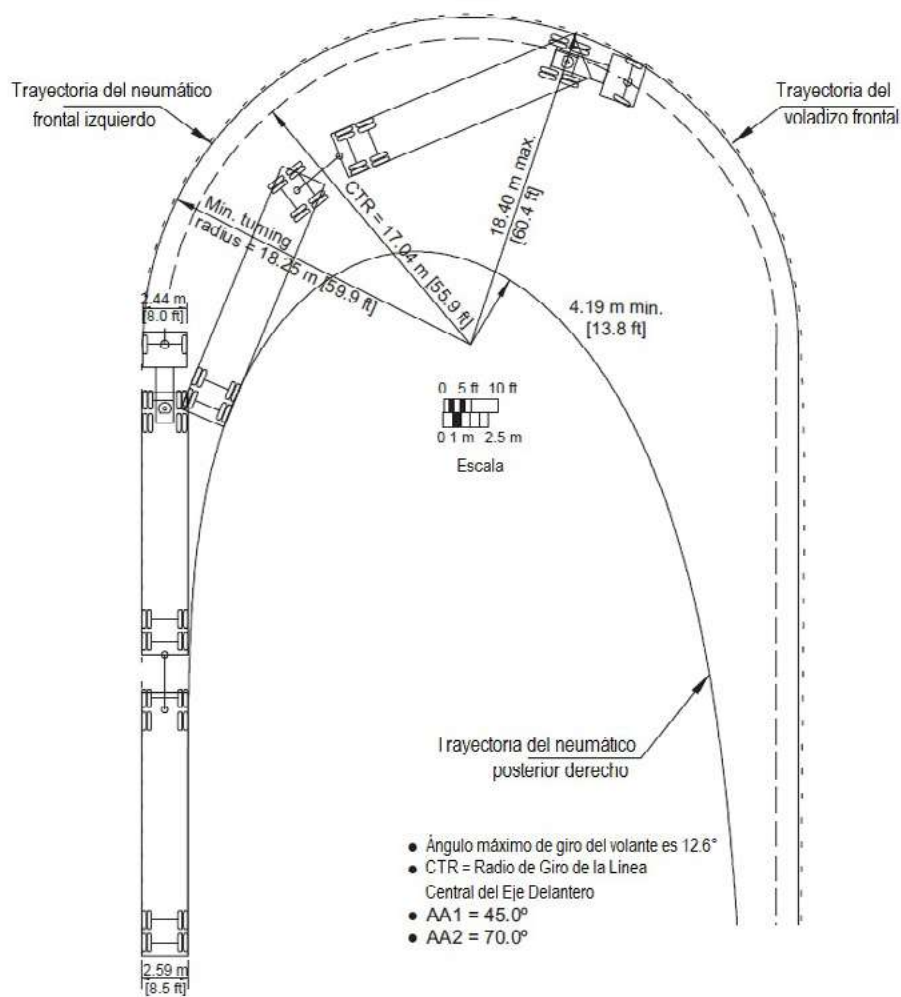 Trayectoria del neumático
frontal izquierdo
Trayectoria del
voladizo frontal
Min. turning
radius = 18.25 m [59.9 ft]
CTR = 17.04 m [55.9 ft]
18.40 m max.
[60.4 ft]
4.19 m min.
[13.8 ft]
2.44 m
[8.0 ft]
0 5 ft 10 ft
0 1 m 2.5 m
Escala
Trayectoria del neumático
posterior derecho
• Ángulo máximo de giro del volante es 12.6°
• CTR = Radio de Giro de la Línea
Central del Eje Delantero
• AA1 = 45.0º
• AA2 = 70.0º
2.59 m
[8.5 ft]